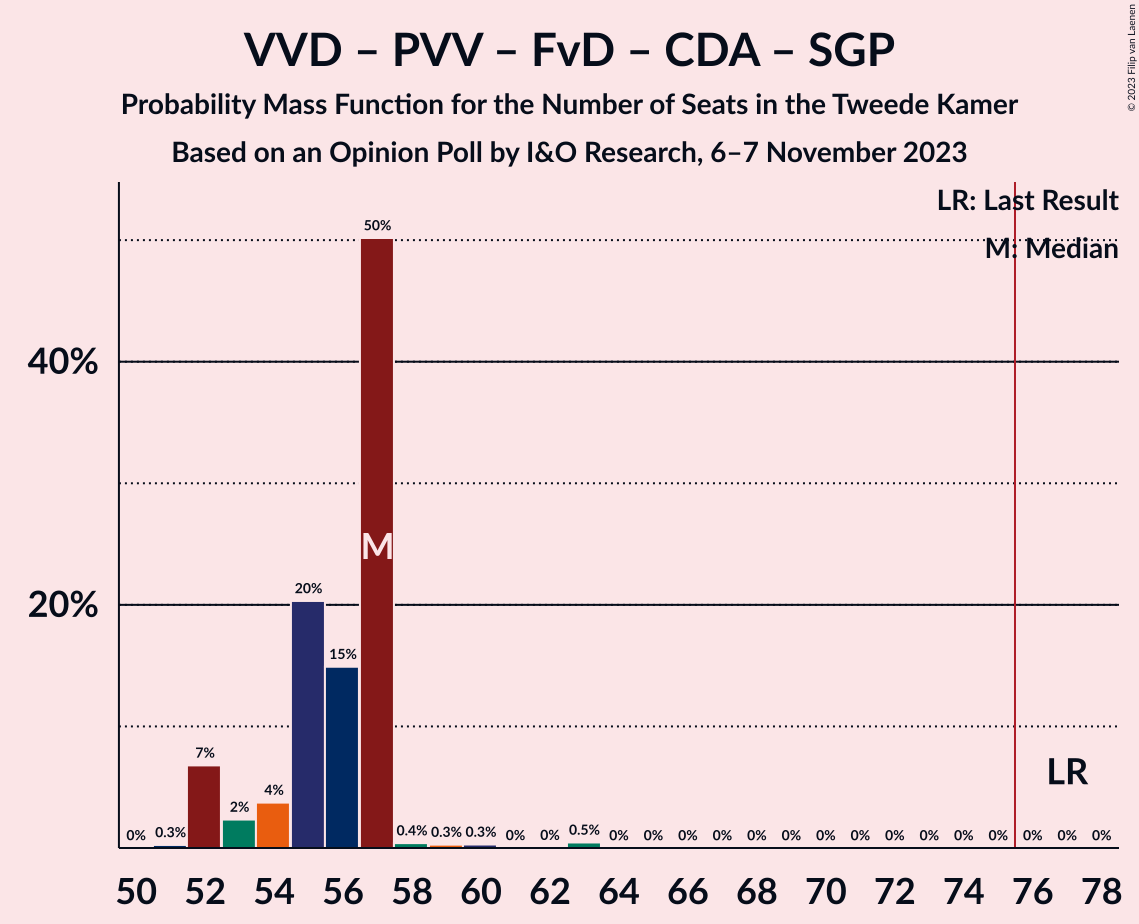 VVD – PVV – FvD – CDA – SGP
Probability Mass Function for the Number of Seats in the Tweede Kamer
Based on an Opinion Poll by I&O Research, 6–7 November 2023
© 2023 Filip van Laenen
LR: Last Result
M: Median
50%
40%
M
20%
20%
15%
LR
7%
4%
2%
0% 0.3% 0.4% 0.3% 0.3% 0% 0% 0.5% 0% 0% 0% 0% 0% 0% 0% 0% 0% 0% 0% 0% 0% 0% 0%
50 52 54 56 58 60 62 64 66 68 70 72 74 76 78